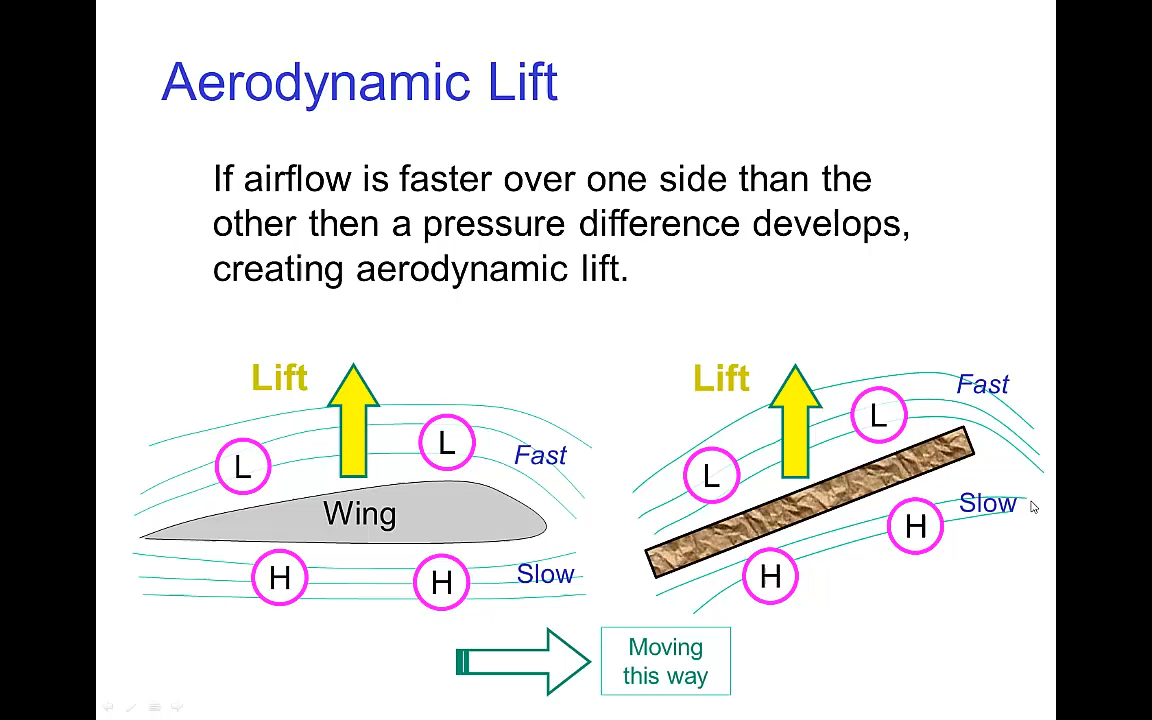 Aerodynamic Lift
If airflow is faster over one side than the
other then a pressure difference develops,
creating aerodynamic lift.
Lift
L
L
Fast
Wing
H
H
Slow
Lift
L
L
Fast
H
H
Slow
Moving
this way